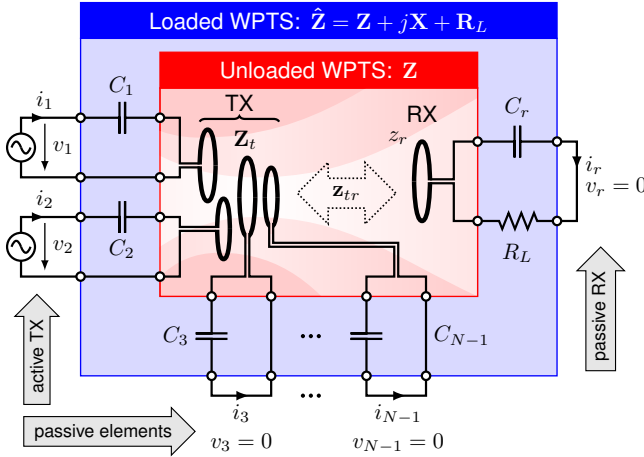 Loaded WPTS: Ẑ = Z + jX + R_L
Unloaded WPTS: Z
C_1
TX
RX
C_r
i_1
Z_t
z_r
v_1
z_tr
i_r
v_r = 0
i_2
v_2
C_2
R_L
active TX
passive RX
C_3
...
C_{N-1}
...
i_3
i_{N-1}
passive elements
v_3 = 0
v_{N-1} = 0